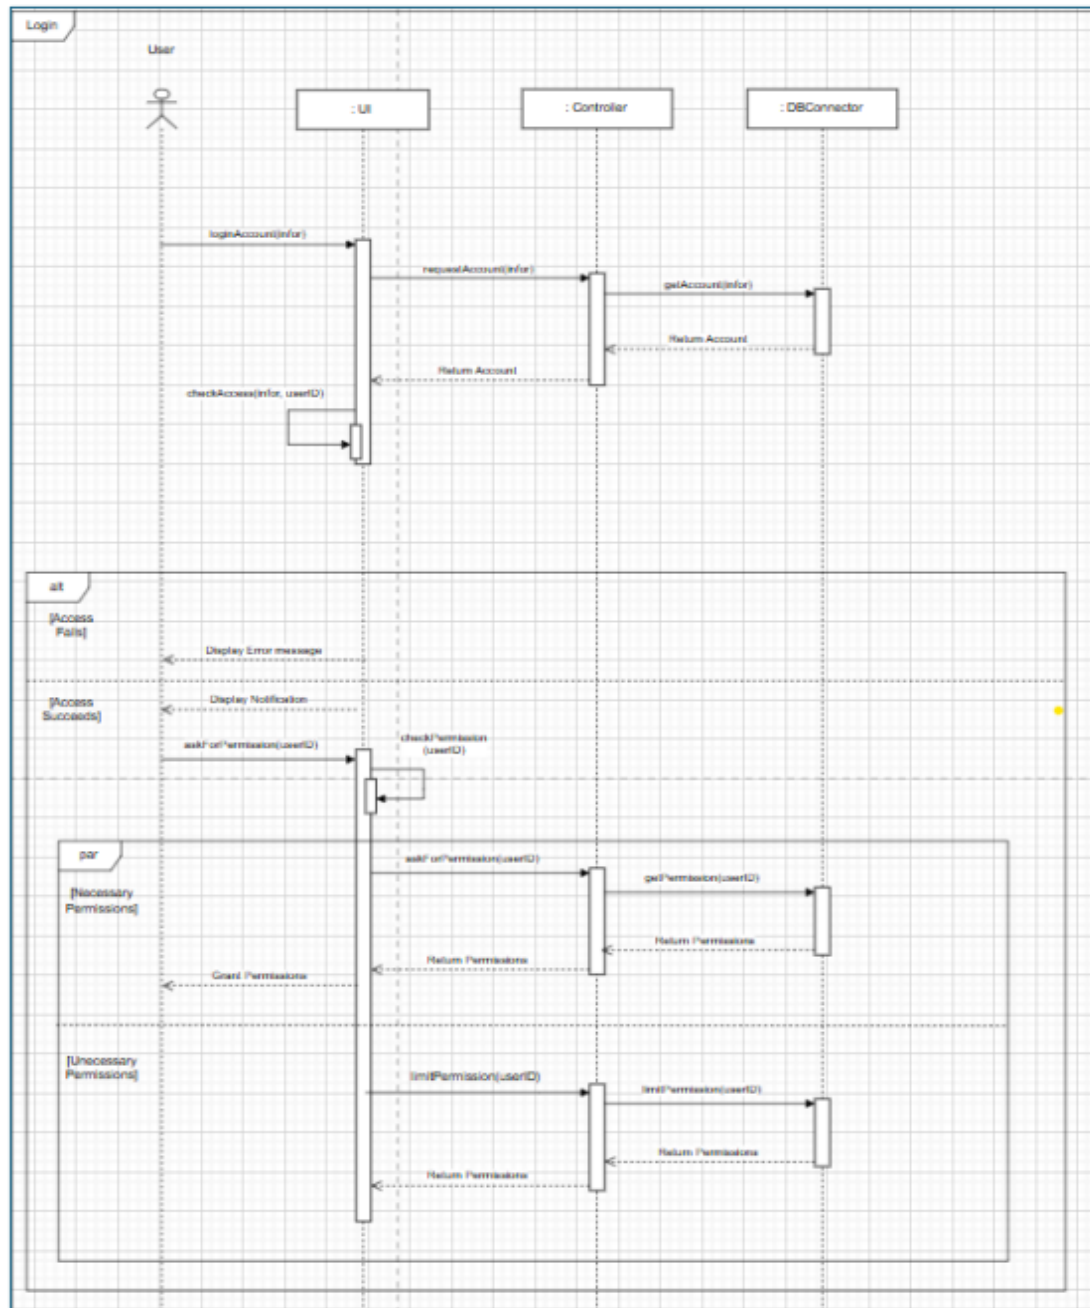 Login
User
: UI
: Controller
: DBConnector
loginAccount(infor)
requestAccount(infor)
getAccount(infor)
Return Account
Return Account
checkAccess(infor, userID)
alt
[Access
Fails]
Display Error message
[Access
Succeeds]
Display Notification
askForPermission(userID)
checkPermission
(userID)
par
[Necessary
Permissions]
askForPermission(userID)
getPermission(userID)
Return Permissions
Return Permissions
Grant Permissions
[Unecessary
Permissions]
limitPermission(userID)
limitPermission(userID)
Return Permissions
Return Permissions